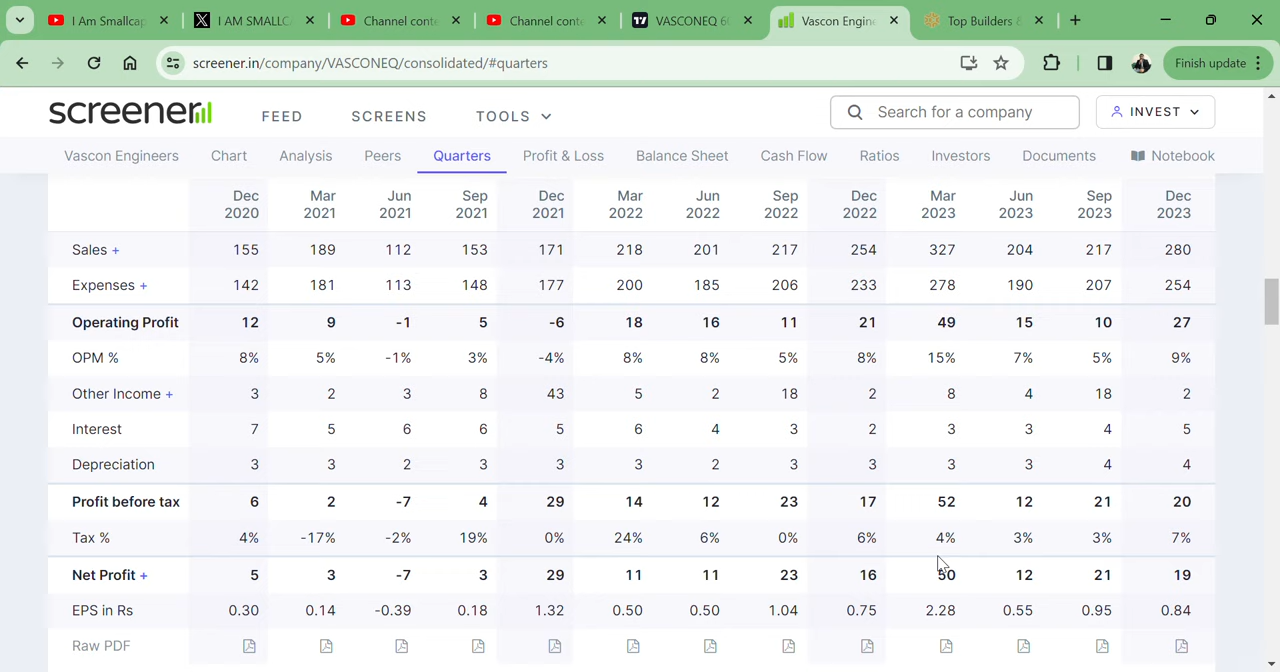 I Am Smallcap
I AM SMALLC
Channel conte
Channel conte
VASCONEQ 60
Vascon Engine
Top Builders &
screener.in/company/VASCONEQ/consolidated/#quarters
Finish update
screener
FEED
SCREENS
TOOLS
Search for a company
INVEST
Vascon Engineers
Chart
Analysis
Peers
Quarters
Profit & Loss
Balance Sheet
Cash Flow
Ratios
Investors
Documents
Notebook
Dec Mar Jun Sep Dec Mar Jun Sep Dec Mar Jun Sep Dec
2020 2021 2021 2021 2021 2022 2022 2022 2022 2023 2023 2023 2023
Sales + 155 189 112 153 171 218 201 217 254 327 204 217 280
Expenses + 142 181 113 148 177 200 185 206 233 278 190 207 254
Operating Profit 12 9 -1 5 -6 18 16 11 21 49 15 10 27
OPM % 8% 5% -1% 3% -4% 8% 8% 5% 8% 15% 7% 5% 9%
Other Income + 3 2 3 8 43 5 2 18 2 8 4 18 2
Interest 7 5 6 6 5 6 4 3 2 3 3 4 5
Depreciation 3 3 2 3 3 3 2 3 3 3 3 4 4
Profit before tax 6 2 -7 4 29 14 12 23 17 52 12 21 20
Tax % 4% -17% -2% 19% 0% 24% 6% 0% 6% 4% 3% 3% 7%
Net Profit + 5 3 -7 3 29 11 11 23 16 50 12 21 19
EPS in Rs 0.30 0.14 -0.39 0.18 1.32 0.50 0.50 1.04 0.75 2.28 0.55 0.95 0.84
Raw PDF